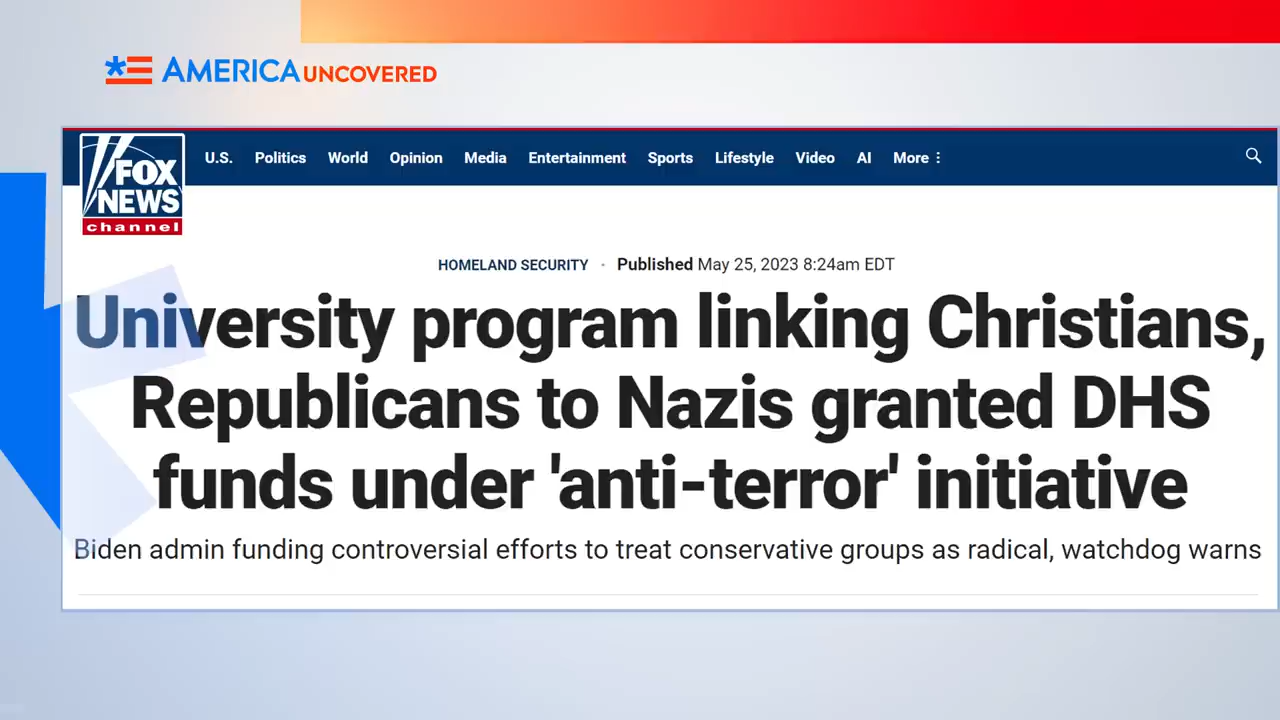 AMERICA UNCOVERED
FOX
NEWS
channel
U.S. Politics World Opinion Media Entertainment Sports Lifestyle Video AI More
HOMELAND SECURITY · Published May 25, 2023 8:24am EDT
University program linking Christians,
Republicans to Nazis granted DHS
funds under 'anti-terror' initiative
Biden admin funding controversial efforts to treat conservative groups as radical, watchdog warns